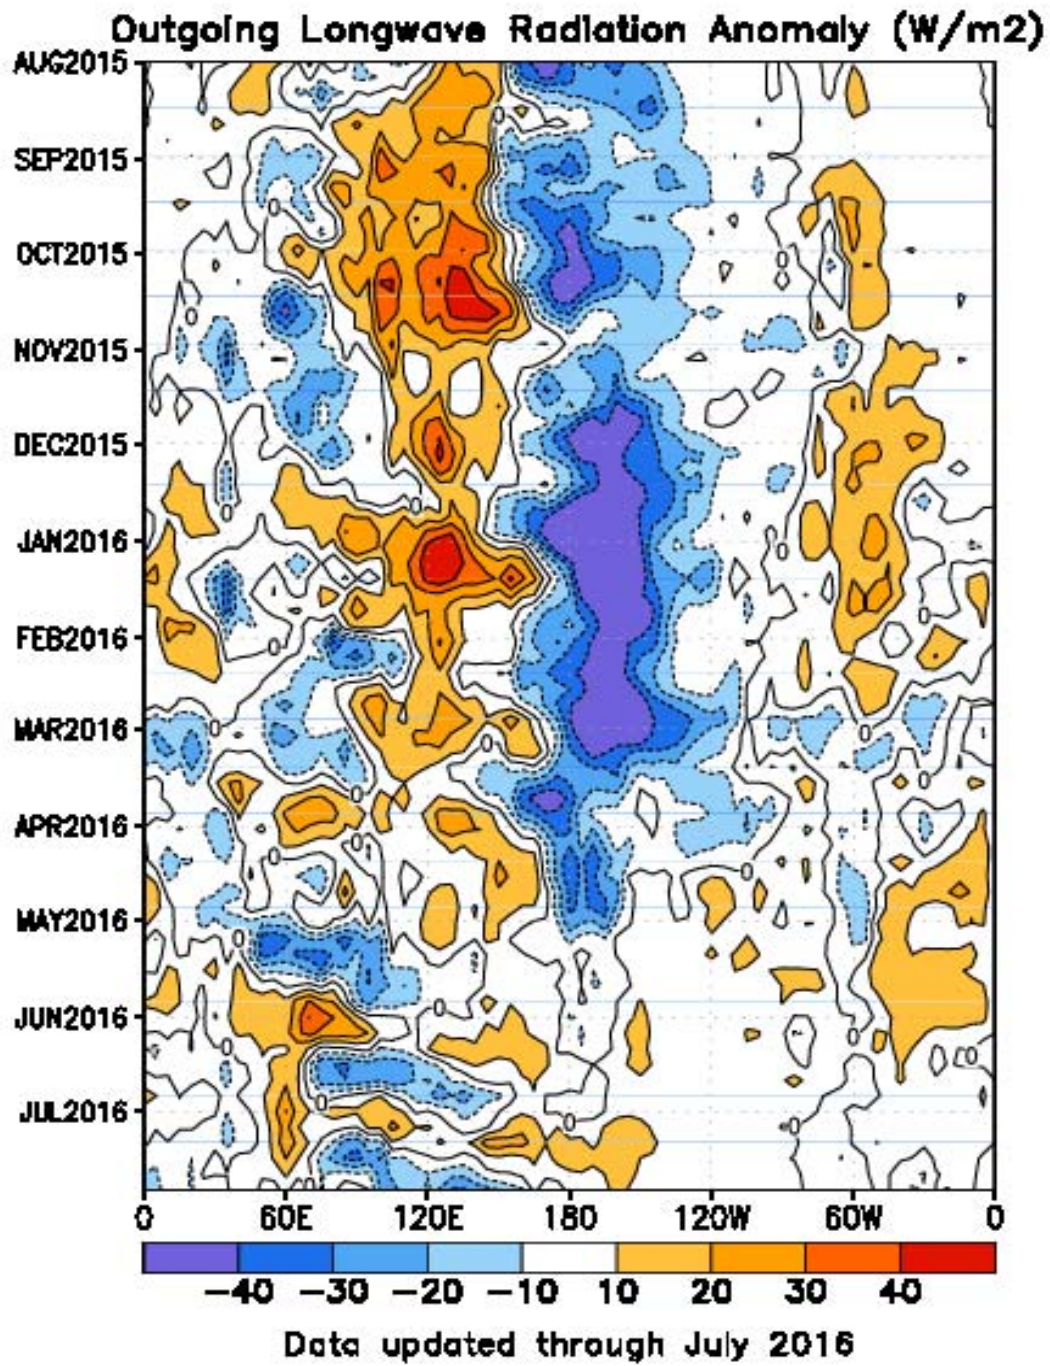 Outgoing Longwave Radiation Anomaly (W/m2)
AUG2015
SEP2015
OCT2015
NOV2015
DEC2015
JAN2016
FEB2016
MAR2016
APR2016
MAY2016
JUN2016
JUL2016
0 60E 120E 180 120W 60W 0
-40 -30 -20 -10 10 20 30 40
Data updated through July 2016